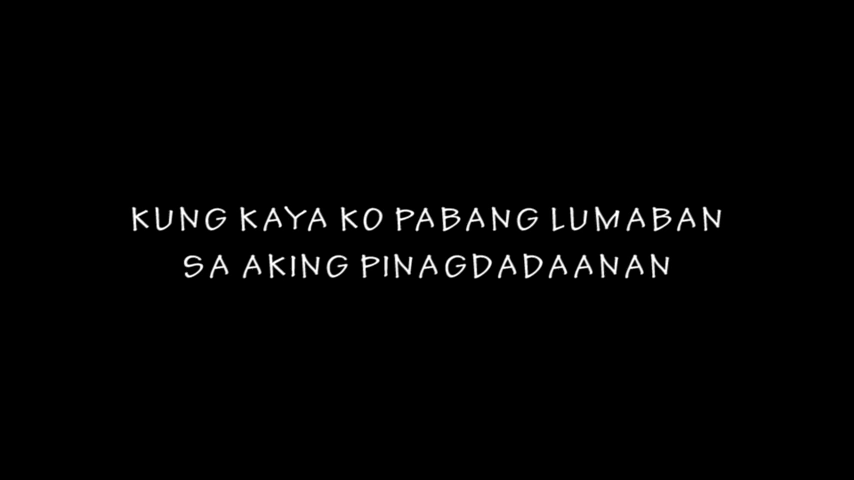 KUNG KAYA KO PABANG LUMABAN
SA AKING PINAGDADAANAN